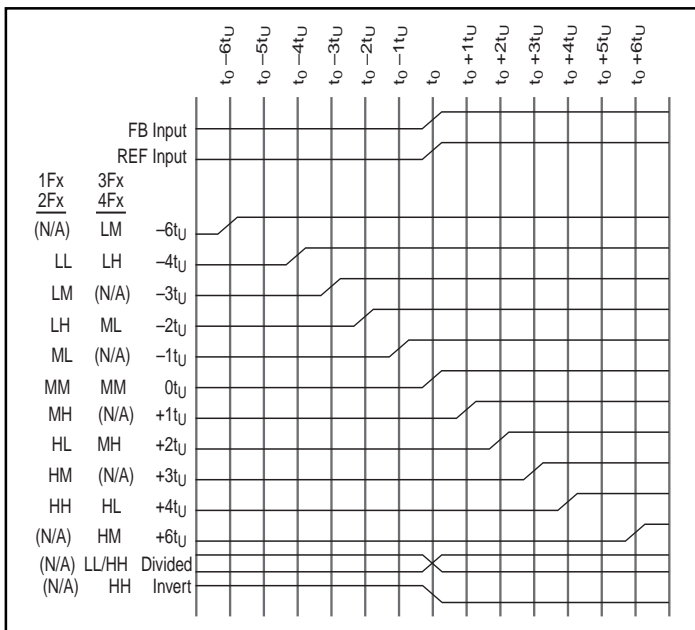 t₀ –6tU
t₀ –5tU
t₀ –4tU
t₀ –3tU
t₀ –2tU
t₀ –1tU
t₀
t₀ +1tU
t₀ +2tU
t₀ +3tU
t₀ +4tU
t₀ +5tU
t₀ +6tU
FB Input
REF Input
1Fx 3Fx
2Fx 4Fx
(N/A) LM –6tU
LL LH –4tU
LM (N/A) –3tU
LH ML –2tU
ML (N/A) –1tU
MM MM 0tU
MH (N/A) +1tU
HL MH +2tU
HM (N/A) +3tU
HH HL +4tU
(N/A) HM +6tU
(N/A) LL/HH Divided
(N/A) HH Invert